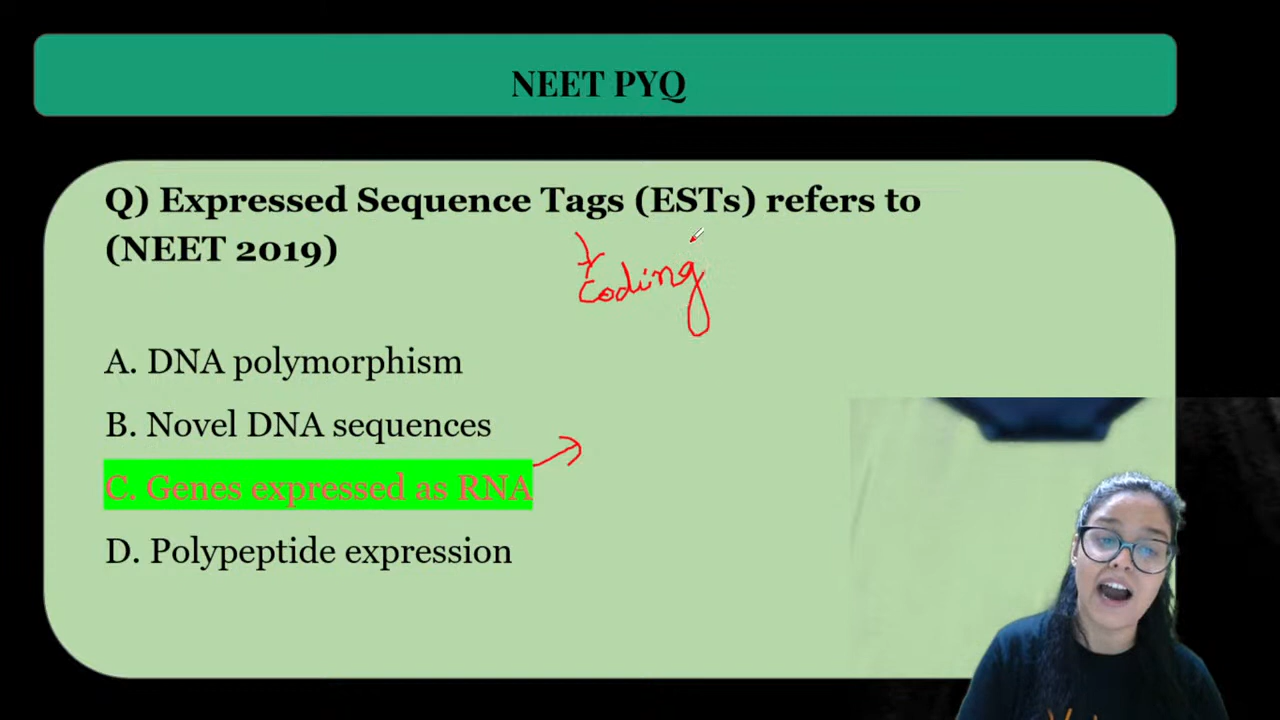 NEET PYQ
Q) Expressed Sequence Tags (ESTs) refers to
(NEET 2019)
Coding
A. DNA polymorphism
B. Novel DNA sequences
C. Genes expressed as RNA
D. Polypeptide expression